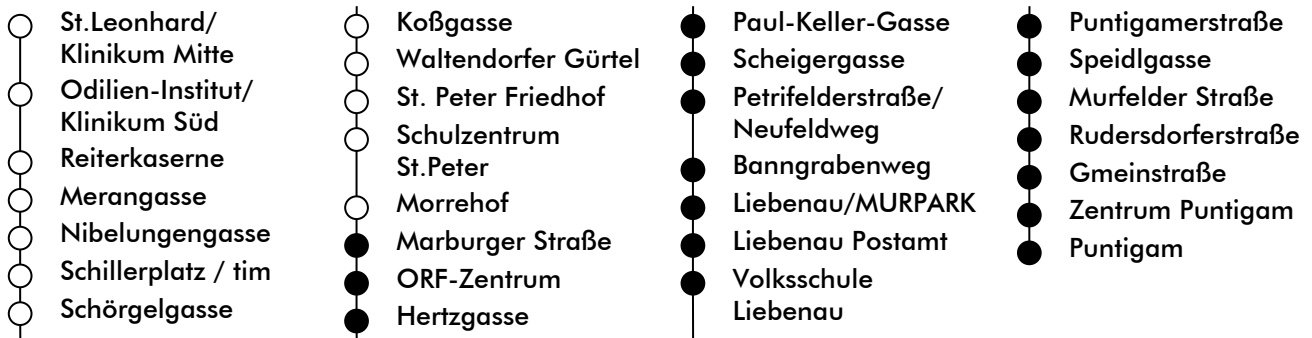 St.Leonhard/
Klinikum Mitte
Odilien-Institut/
Klinikum Süd
Reiterkaserne
Merangasse
Nibelungengasse
Schillerplatz / tim
Schörgelgasse
Koßgasse
Waltendorfer Gürtel
St. Peter Friedhof
Schulzentrum
St.Peter
Morrehof
Marburger Straße
ORF-Zentrum
Hertzgasse
Paul-Keller-Gasse
Scheigergasse
Petrifelderstraße/
Neufeldweg
Banngrabenweg
Liebenau/MURPARK
Liebenau Postamt
Volksschule
Liebenau
Puntigamerstraße
Speidlgasse
Murfelder Straße
Rudersdorferstraße
Gmeinstraße
Zentrum Puntigam
Puntigam